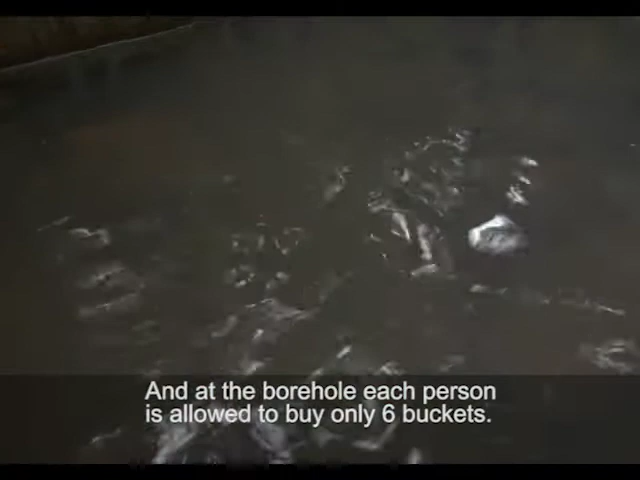 And at the borehole each person
is allowed to buy only 6 buckets.